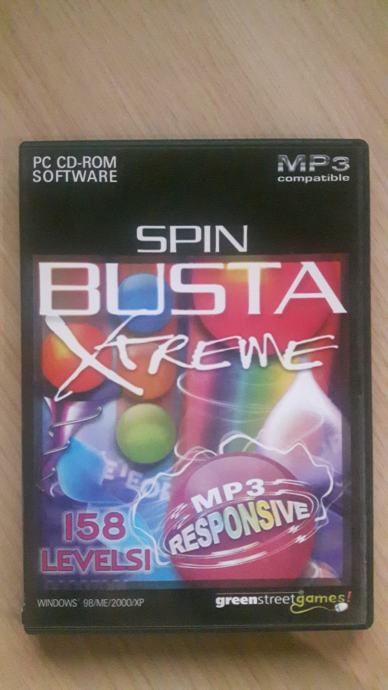 PC CD-ROM
SOFTWARE
MP3
compatible
SPIN
BUSTA
XTREME
MP3
RESPONSIVE
158
LEVELS!
WINDOWS 98/ME/2000/XP
greenstreetgames!